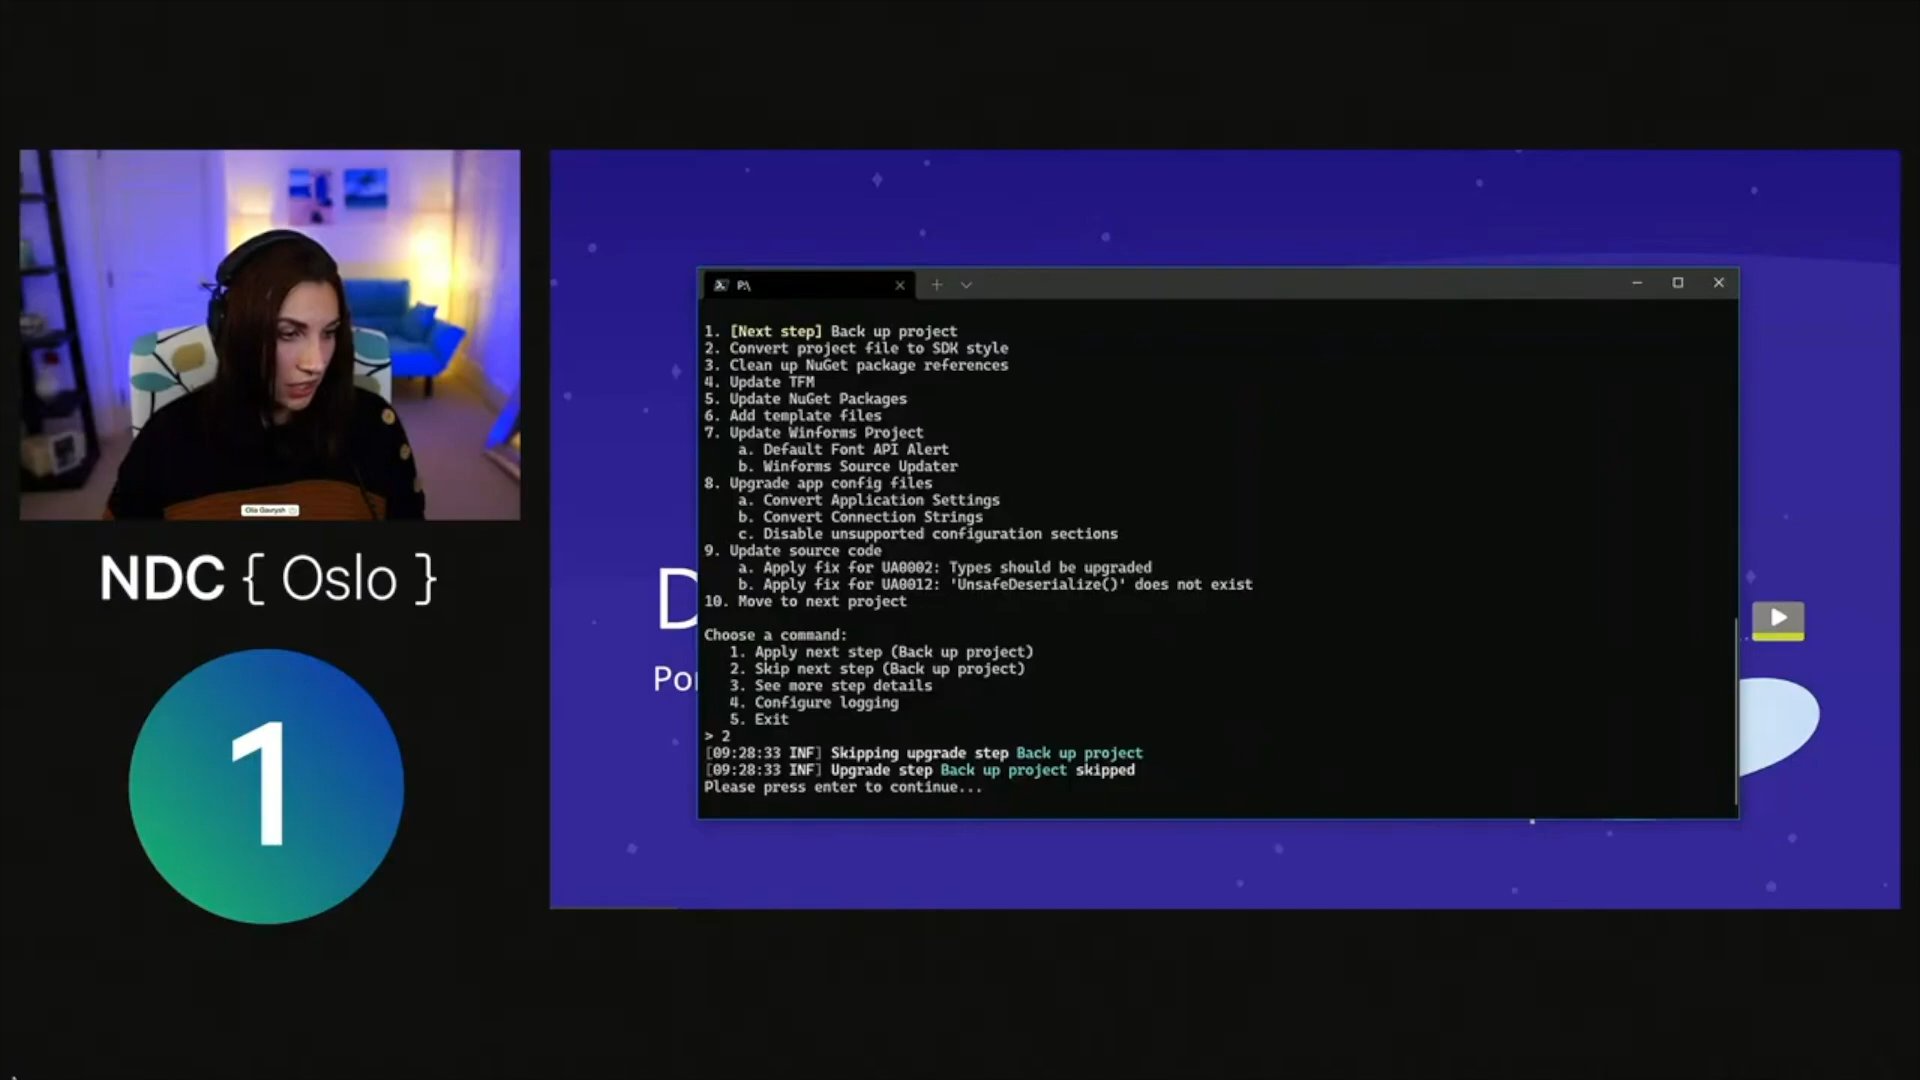 Olia Gavrysh
NDC { Oslo }
1
P:\
1. [Next step] Back up project
2. Convert project file to SDK style
3. Clean up NuGet package references
4. Update TFM
5. Update NuGet Packages
6. Add template files
7. Update Winforms Project
a. Default Font API Alert
b. Winforms Source Updater
8. Upgrade app config files
a. Convert Application Settings
b. Convert Connection Strings
c. Disable unsupported configuration sections
9. Update source code
a. Apply fix for UA0002: Types should be upgraded
b. Apply fix for UA0012: 'UnsafeDeserialize()' does not exist
10. Move to next project
Choose a command:
1. Apply next step (Back up project)
2. Skip next step (Back up project)
3. See more step details
4. Configure logging
5. Exit
> 2
[09:28:33 INF] Skipping upgrade step Back up project
[09:28:33 INF] Upgrade step Back up project skipped
Please press enter to continue...
D
Po